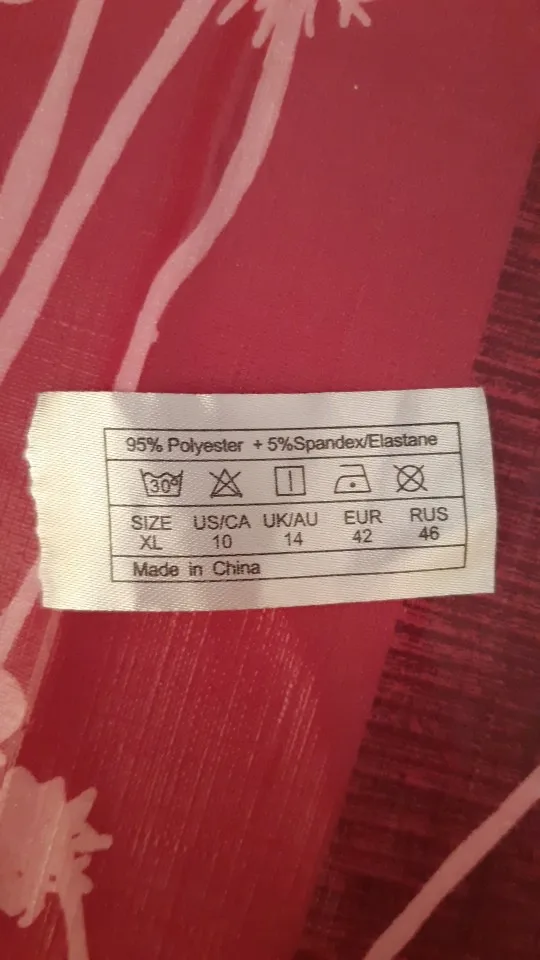 95% Polyester + 5%Spandex/Elastane
30°
SIZE US/CA UK/AU EUR RUS
XL 10 14 42 46
Made in China